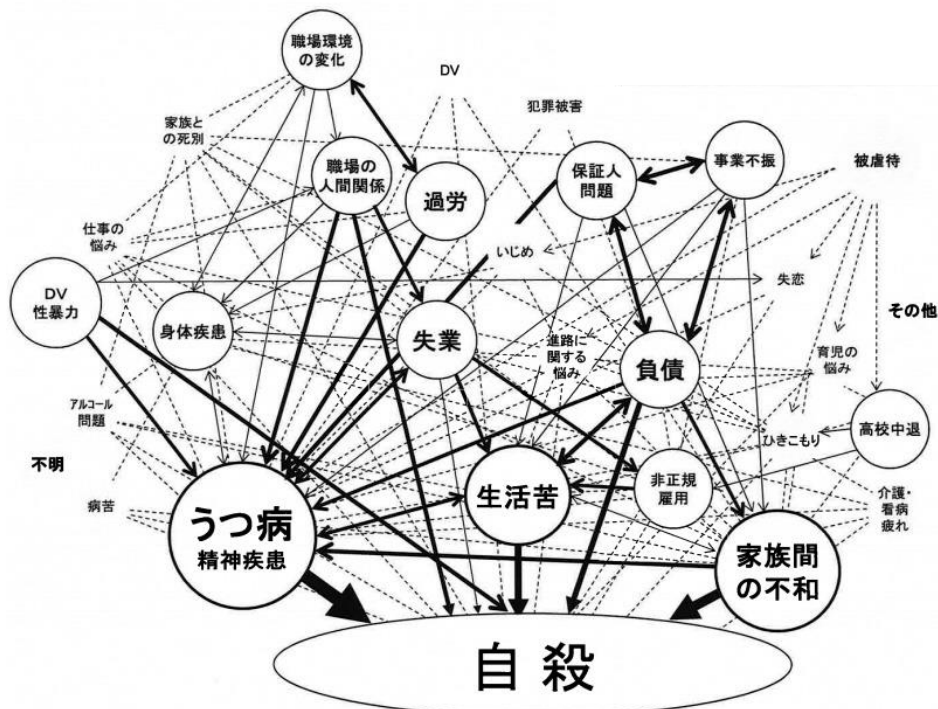 職場環境
の変化
DV
犯罪被害
家族と
の死別
職場の
人間関係
過労
保証人
問題
事業不振
被虐待
仕事の
悩み
いじめ
DV
性暴力
身体疾患
失業
進路に
関する
悩み
負債
失恋
その他
育児の
悩み
アルコール
問題
ひきこもり
高校中退
不明
病苦
うつ病
精神疾患
生活苦
非正規
雇用
介護・
看病
疲れ
家族間
の不和
自殺